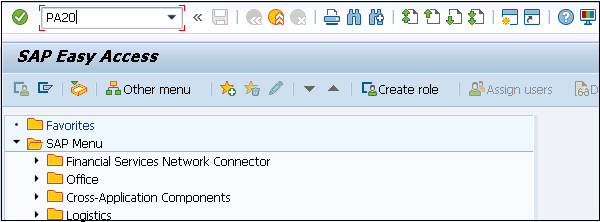 PA20
SAP Easy Access
Other menu Create role Assign users D
Favorites
SAP Menu
Financial Services Network Connector
Office
Cross-Application Components
Logistics